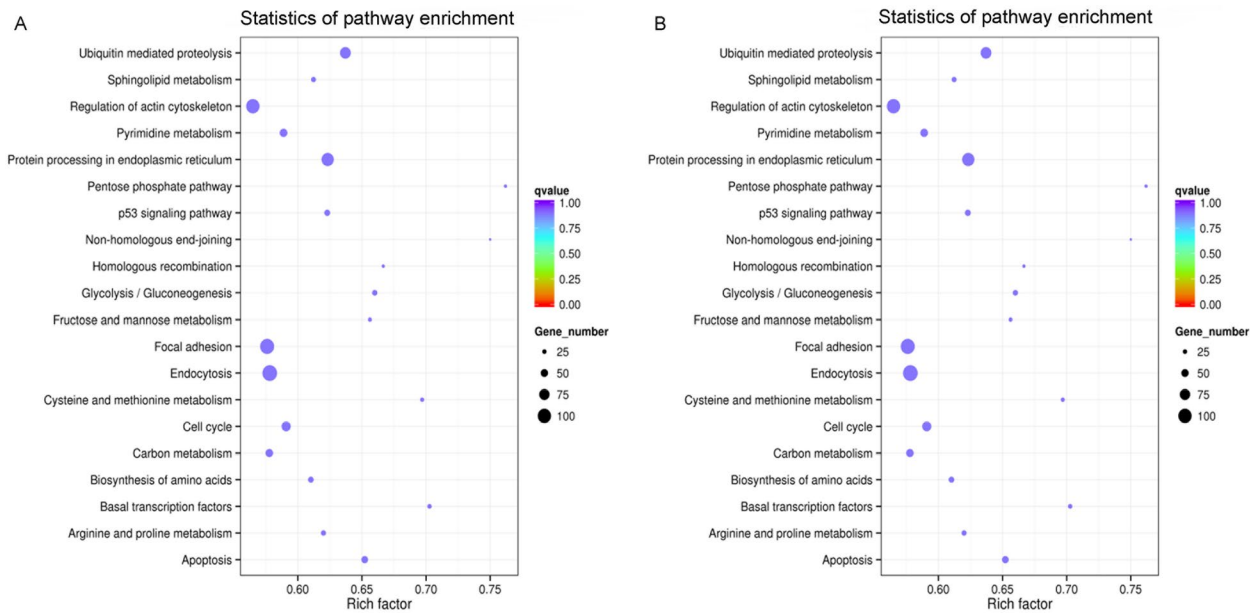 A
Statistics of pathway enrichment
Ubiquitin mediated proteolysis
Sphingolipid metabolism
Regulation of actin cytoskeleton
Pyrimidine metabolism
Protein processing in endoplasmic reticulum
Pentose phosphate pathway
p53 signaling pathway
Non-homologous end-joining
Homologous recombination
Glycolysis / Gluconeogenesis
Fructose and mannose metabolism
Focal adhesion
Endocytosis
Cysteine and methionine metabolism
Cell cycle
Carbon metabolism
Biosynthesis of amino acids
Basal transcription factors
Arginine and proline metabolism
Apoptosis
0.60 0.65 0.70 0.75
Rich factor
qvalue
1.00
0.75
0.50
0.25
0.00
Gene_number
25
50
75
100
B
Statistics of pathway enrichment
Ubiquitin mediated proteolysis
Sphingolipid metabolism
Regulation of actin cytoskeleton
Pyrimidine metabolism
Protein processing in endoplasmic reticulum
Pentose phosphate pathway
p53 signaling pathway
Non-homologous end-joining
Homologous recombination
Glycolysis / Gluconeogenesis
Fructose and mannose metabolism
Focal adhesion
Endocytosis
Cysteine and methionine metabolism
Cell cycle
Carbon metabolism
Biosynthesis of amino acids
Basal transcription factors
Arginine and proline metabolism
Apoptosis
0.60 0.65 0.70 0.75
Rich factor
qvalue
1.00
0.75
0.50
0.25
0.00
Gene_number
25
50
75
100